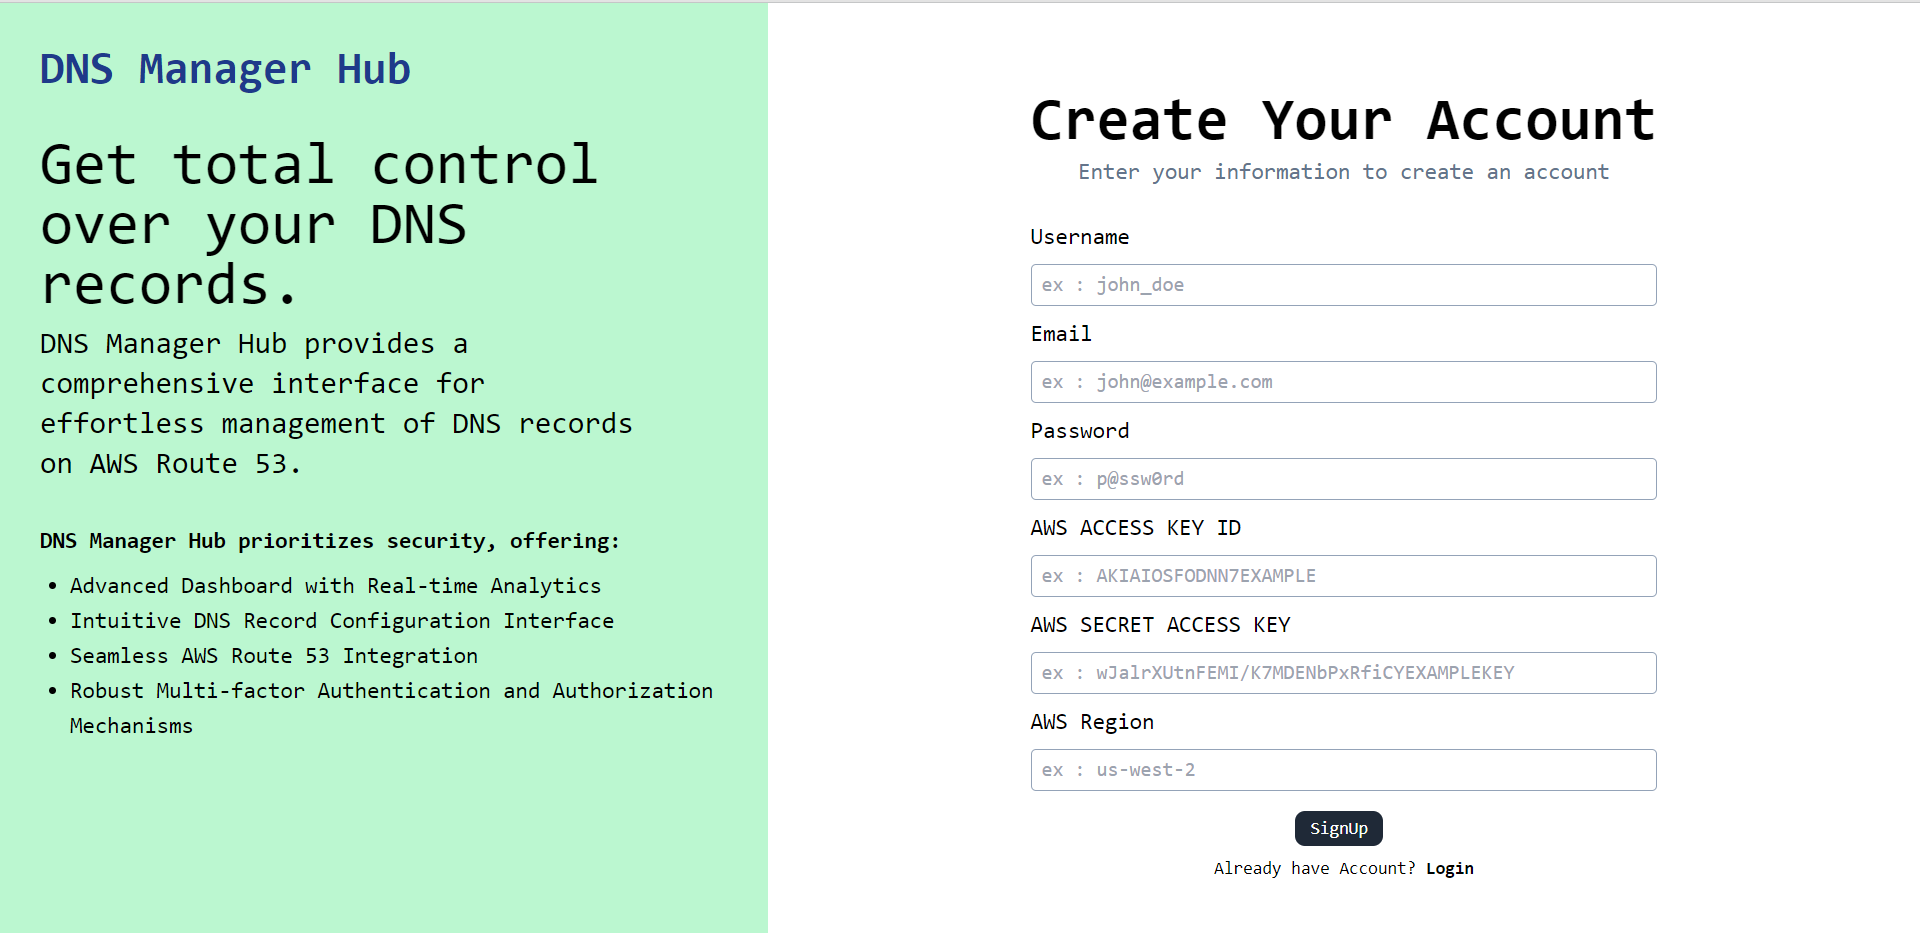 DNS Manager Hub
Get total control
over your DNS
records.
DNS Manager Hub provides a
comprehensive interface for
effortless management of DNS records
on AWS Route 53.
DNS Manager Hub prioritizes security, offering:
• Advanced Dashboard with Real-time Analytics
• Intuitive DNS Record Configuration Interface
• Seamless AWS Route 53 Integration
• Robust Multi-factor Authentication and Authorization
Mechanisms
Create Your Account
Enter your information to create an account
Username
ex : john_doe
Email
ex : john@example.com
Password
ex : p@ssw0rd
AWS ACCESS KEY ID
ex : AKIAIOSFODNN7EXAMPLE
AWS SECRET ACCESS KEY
ex : wJalrXUtnFEMI/K7MDENbPxRfiCYEXAMPLEKEY
AWS Region
ex : us-west-2
SignUp
Already have Account? Login